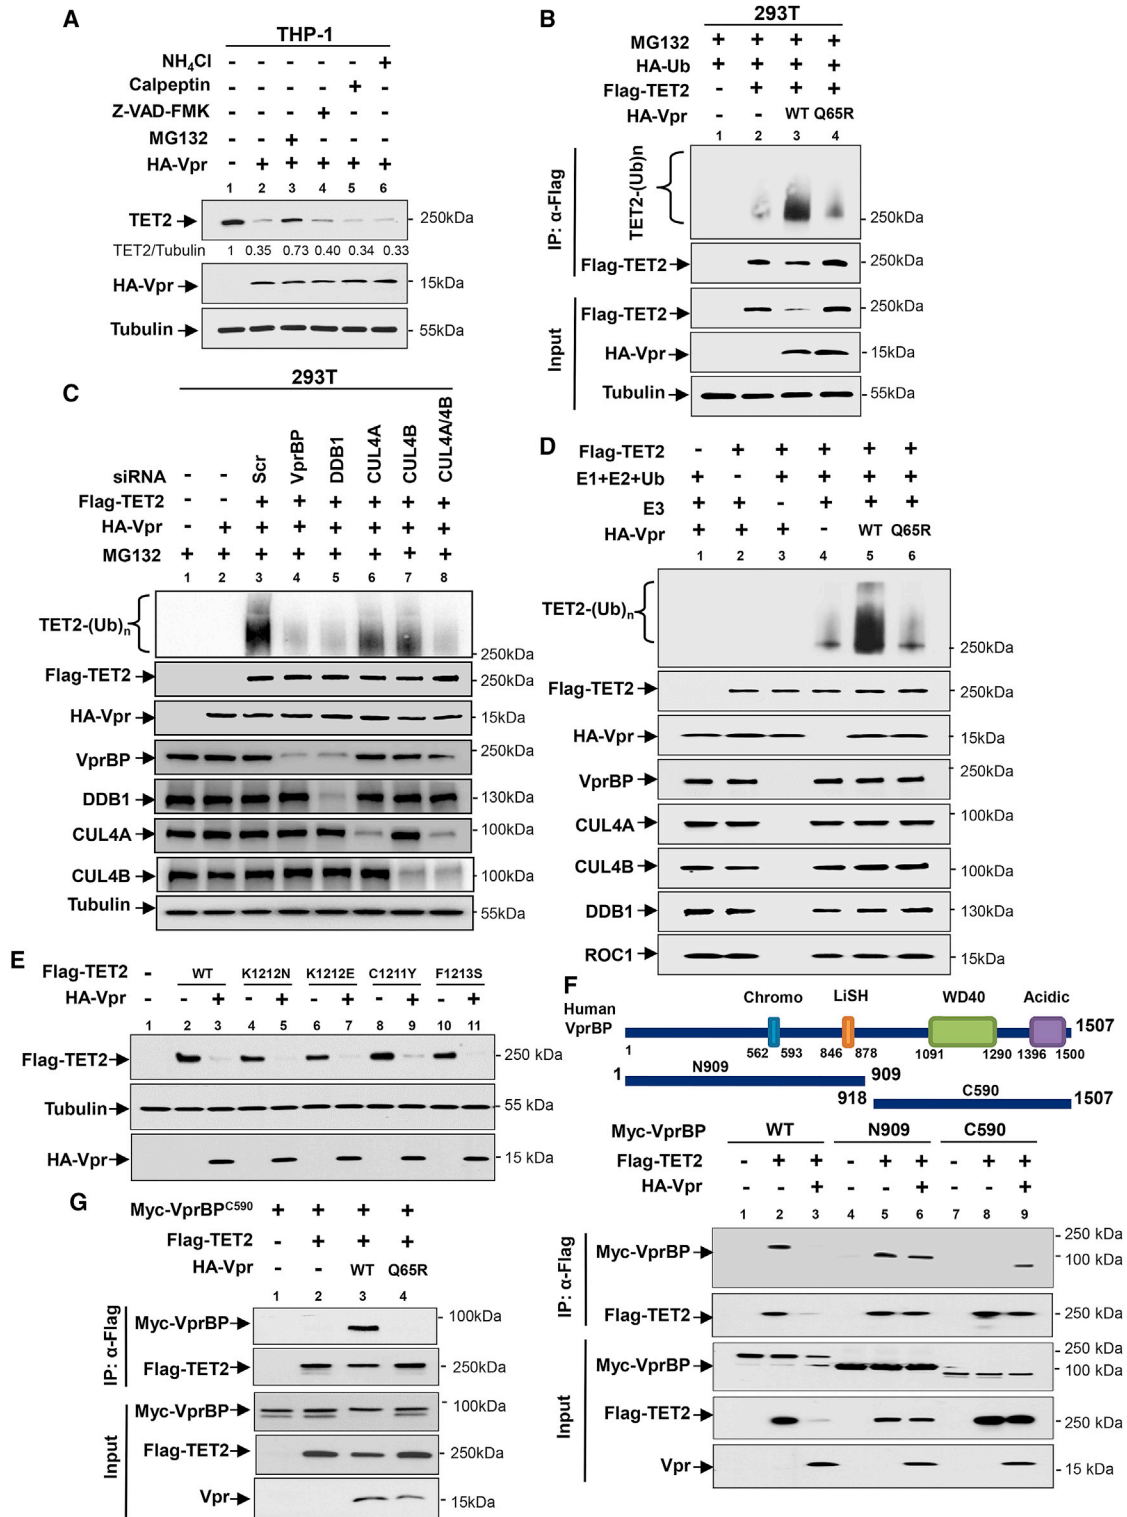 A
THP-1
NH4Cl - - - - - +
Calpeptin - - - - + -
Z-VAD-FMK - - - + - -
MG132 - - + - - -
HA-Vpr - + + + + +
1 2 3 4 5 6
TET2 250kDa
TET2/Tubulin 1 0.35 0.73 0.40 0.34 0.33
HA-Vpr 15kDa
Tubulin 55kDa
B
293T
MG132 + + + +
HA-Ub + + + +
Flag-TET2 - + + +
HA-Vpr - - WT Q65R
1 2 3 4
IP: α-Flag
TET2-(Ub)n
250kDa
Flag-TET2 250kDa
Input
Flag-TET2 250kDa
HA-Vpr 15kDa
Tubulin 55kDa
C
293T
siRNA - - Scr VprBP DDB1 CUL4A CUL4B CUL4A/4B
Flag-TET2 - - + + + + + +
HA-Vpr - + + + + + + +
MG132 + + + + + + + +
1 2 3 4 5 6 7 8
TET2-(Ub)n
250kDa
Flag-TET2 250kDa
HA-Vpr 15kDa
VprBP 250kDa
DDB1 130kDa
CUL4A 100kDa
CUL4B 100kDa
Tubulin 55kDa
D
Flag-TET2 - + + + + +
E1+E2+Ub + - + + + +
E3 + + - + + +
HA-Vpr + + + - WT Q65R
1 2 3 4 5 6
TET2-(Ub)n
250kDa
Flag-TET2 250kDa
HA-Vpr 15kDa
VprBP 250kDa
CUL4A 100kDa
CUL4B 100kDa
DDB1 130kDa
ROC1 15kDa
E
Flag-TET2 - WT K1212N K1212E C1211Y F1213S
HA-Vpr - - + - + - + - + - +
1 2 3 4 5 6 7 8 9 10 11
Flag-TET2 250 kDa
Tubulin 55 kDa
HA-Vpr 15 kDa
F
Chromo LiSH WD40 Acidic
Human
VprBP
1507
1 562 593 846 878 1091 1290 1396 1500
1 N909 909
918 C590 1507
Myc-VprBP WT N909 C590
Flag-TET2 - + + - + + - + +
HA-Vpr - - + - - + - - +
1 2 3 4 5 6 7 8 9
IP: α-Flag
250 kDa
Myc-VprBP 100 kDa
Flag-TET2 250 kDa
Input
250 kDa
Myc-VprBP 100 kDa
Flag-TET2 250 kDa
Vpr 15 kDa
G
Myc-VprBPC590 + + + +
Flag-TET2 - + + +
HA-Vpr - - WT Q65R
1 2 3 4
IP: α-Flag
Myc-VprBP 100kDa
Flag-TET2 250kDa
Input
Myc-VprBP 100kDa
Flag-TET2 250kDa
Vpr 15kDa